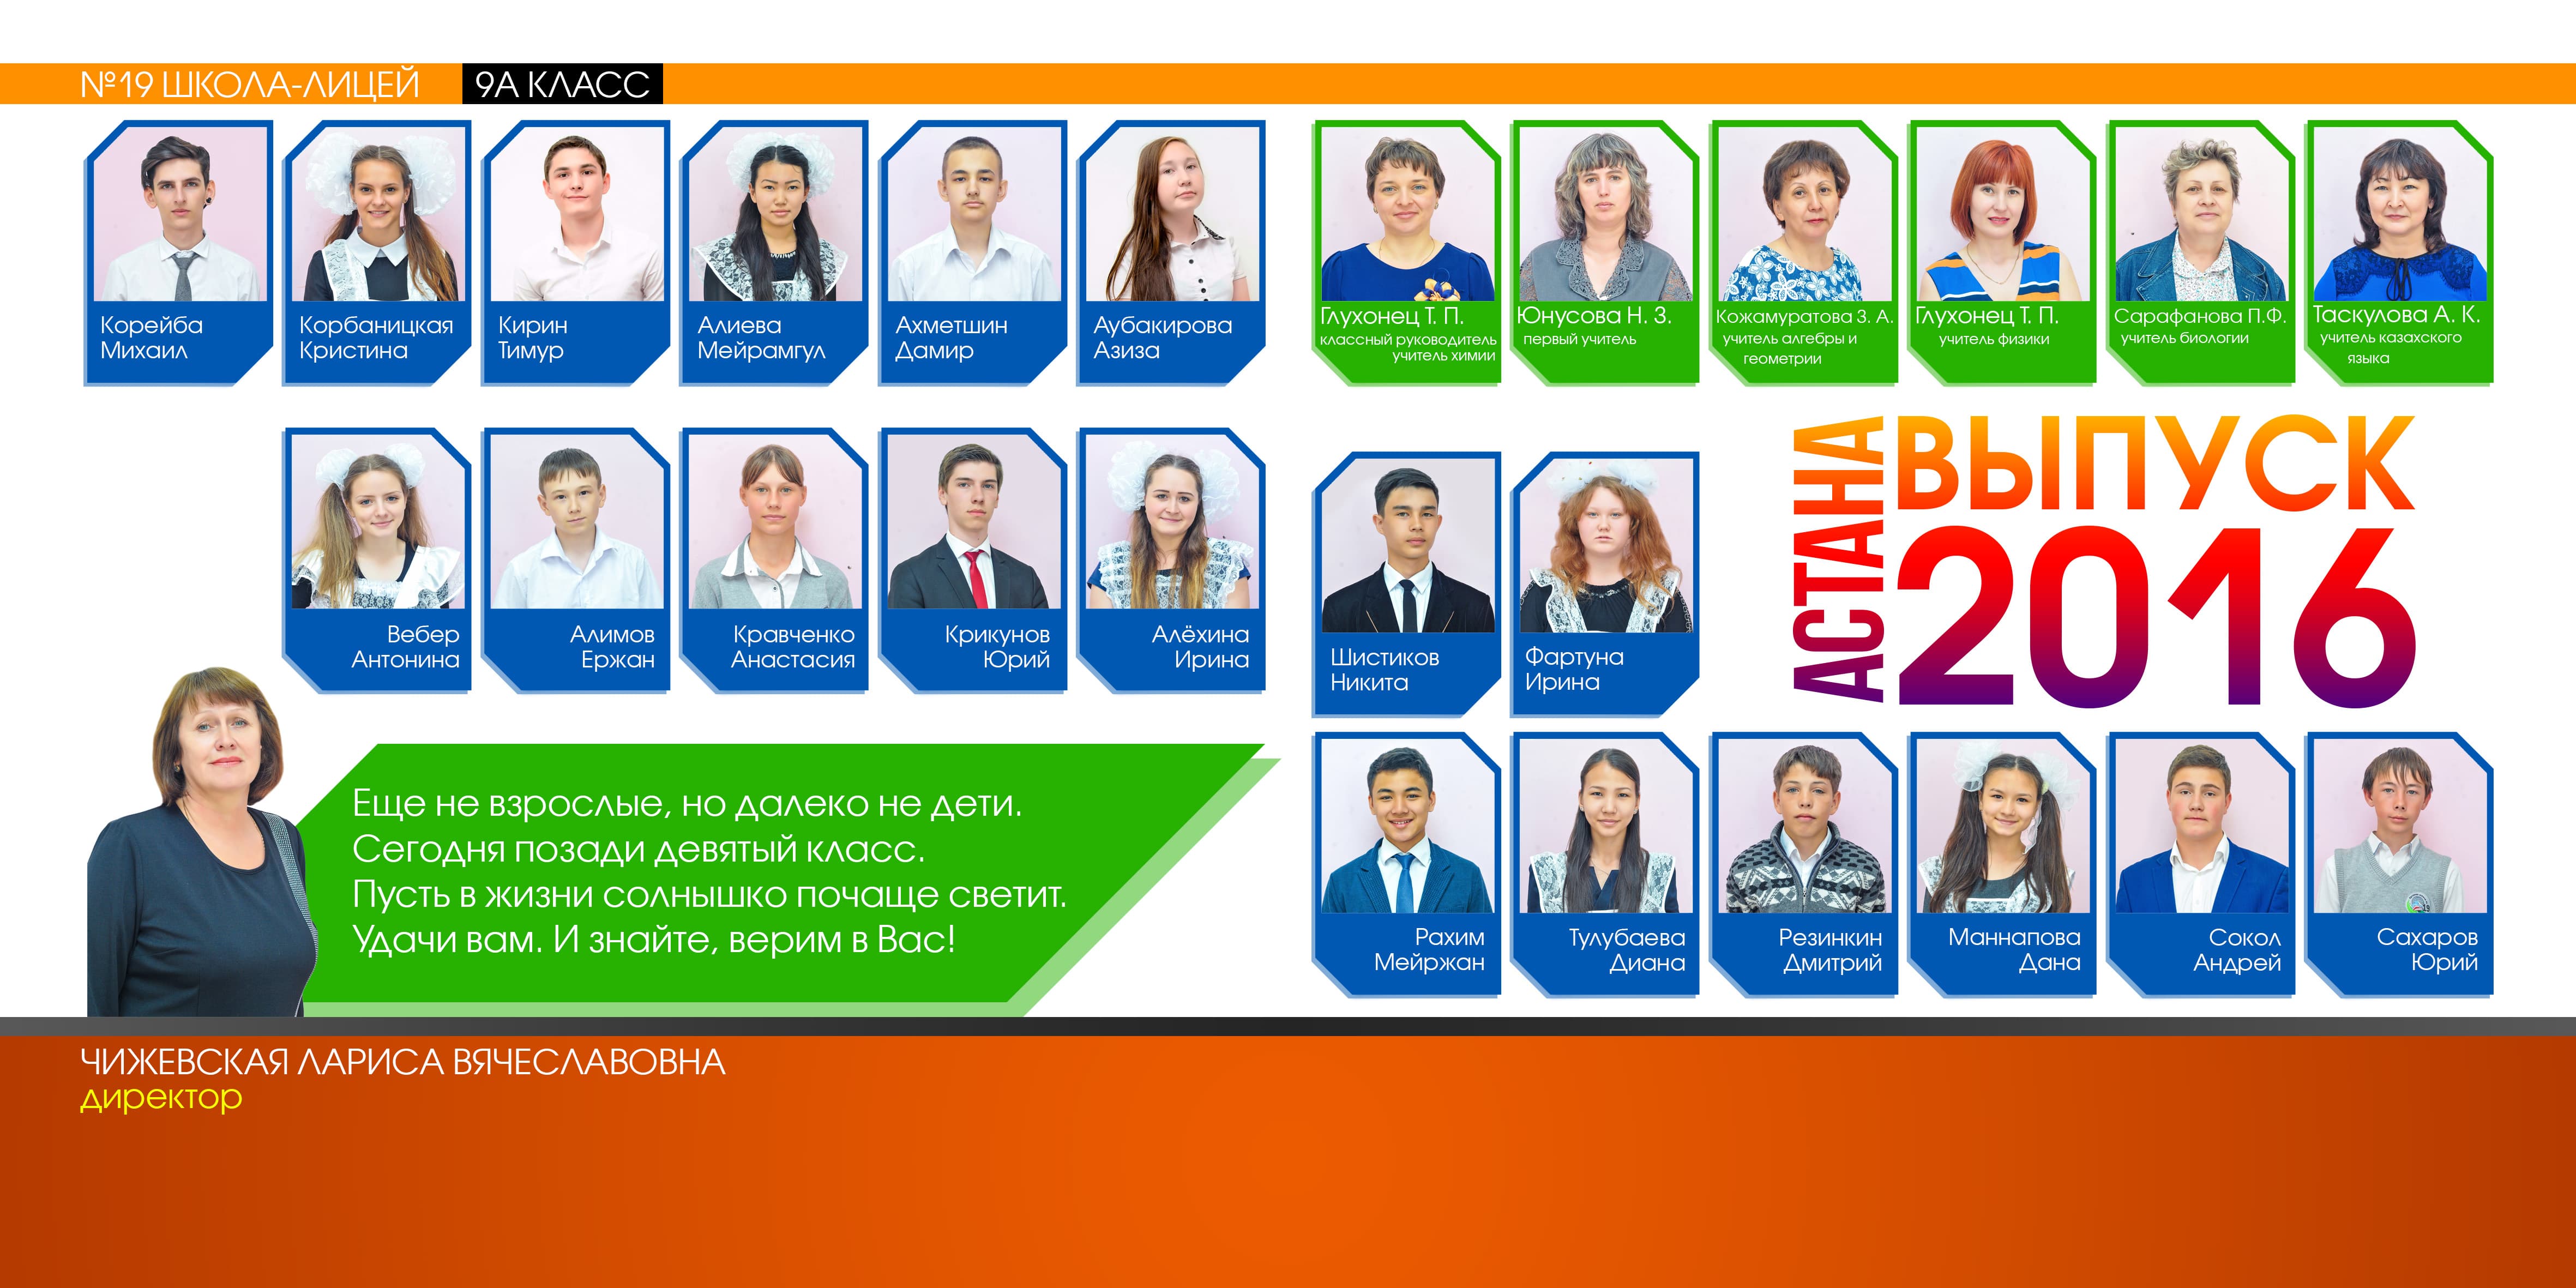 №19 ШКОЛА-ЛИЦЕЙ 9А КЛАСС
Корейба
Михаил
Корбаницкая
Кристина
Кирин
Тимур
Алиева
Мейрамгул
Ахметшин
Дамир
Аубакирова
Азиза
Глухонец Т. П.
классный руководитель
учитель химии
Юнусова Н. З.
первый учитель
Кожамуратова З. А.
учитель алгебры и
геометрии
Глухонец Т. П.
учитель физики
Сарафанова П.Ф.
учитель биологии
Таскулова А. К.
учитель казахского
языка
Вебер
Антонина
Алимов
Ержан
Кравченко
Анастасия
Крикунов
Юрий
Алёхина
Ирина
Шистиков
Никита
Фартуна
Ирина
АСТАНА
ВЫПУСК
2016
Еще не взрослые, но далеко не дети.
Сегодня позади девятый класс.
Пусть в жизни солнышко почаще светит.
Удачи вам. И знайте, верим в Вас!
Рахим
Мейржан
Тулубаева
Диана
Резинкин
Дмитрий
Маннапова
Дана
Сокол
Андрей
Сахаров
Юрий
ЧИЖЕВСКАЯ ЛАРИСА ВЯЧЕСЛАВОВНА
директор